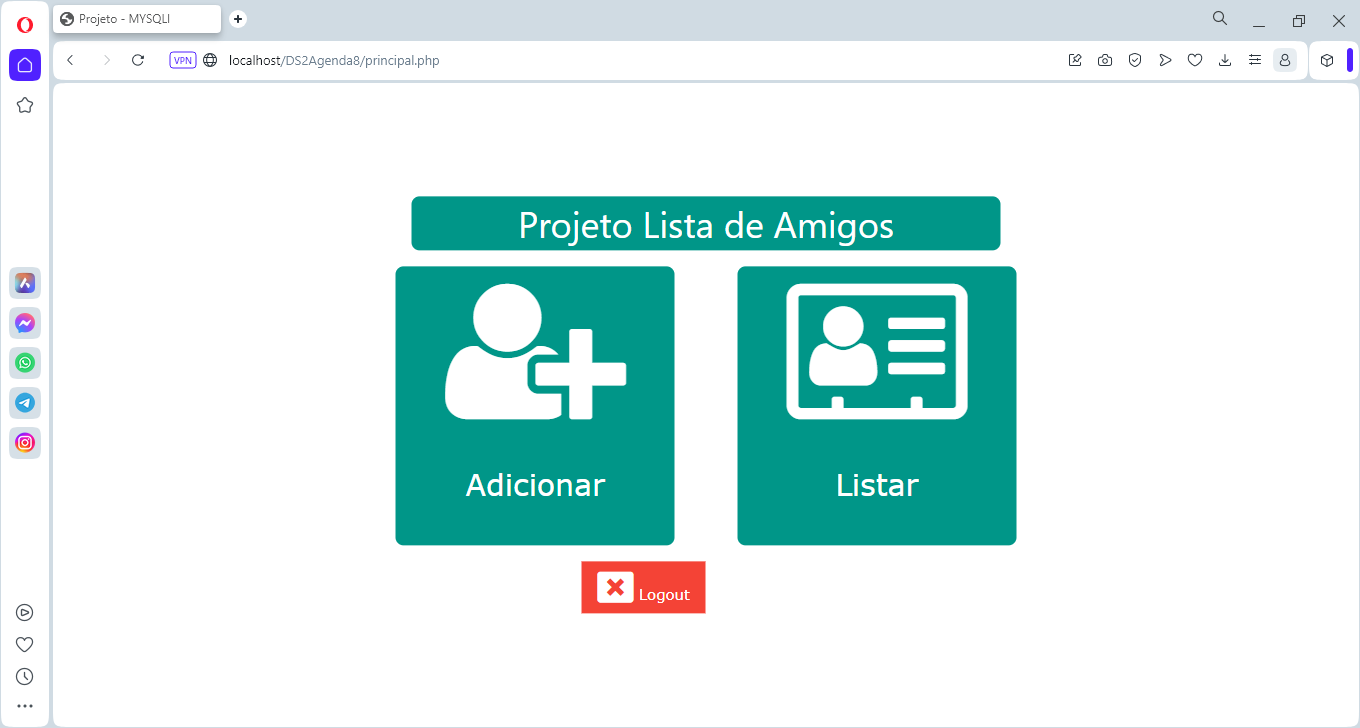 Projeto - MYSQLI
VPN
localhost/DS2Agenda8/principal.php
Projeto Lista de Amigos
Adicionar
Listar
Logout